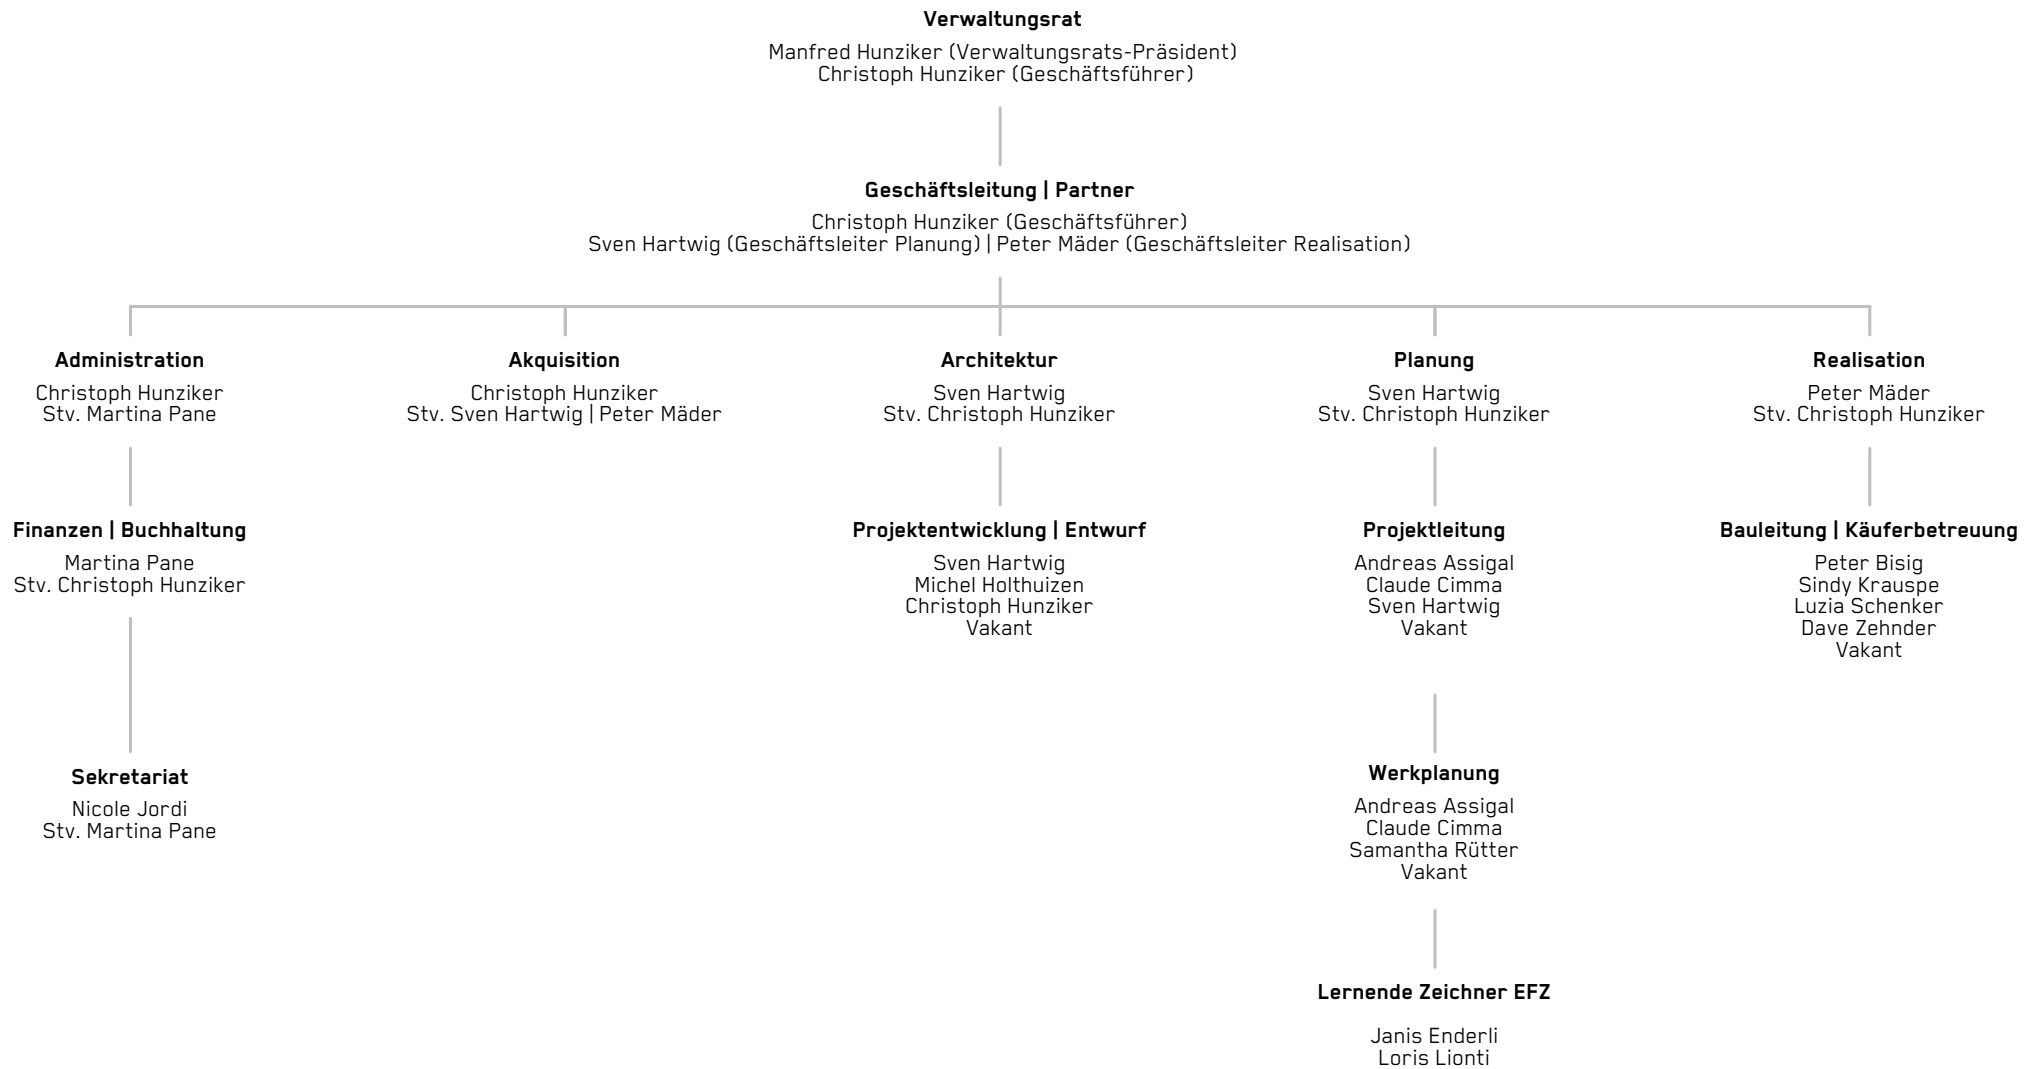 Verwaltungsrat
Manfred Hunziker (Verwaltungsrats-Präsident)
Christoph Hunziker (Geschäftsführer)
Geschäftsleitung | Partner
Christoph Hunziker (Geschäftsführer)
Sven Hartwig (Geschäftsleiter Planung) | Peter Mäder (Geschäftsleiter Realisation)
Administration
Christoph Hunziker
Stv. Martina Pane
Akquisition
Christoph Hunziker
Stv. Sven Hartwig | Peter Mäder
Architektur
Sven Hartwig
Stv. Christoph Hunziker
Planung
Sven Hartwig
Stv. Christoph Hunziker
Realisation
Peter Mäder
Stv. Christoph Hunziker
Finanzen | Buchhaltung
Martina Pane
Stv. Christoph Hunziker
Projektentwicklung | Entwurf
Sven Hartwig
Michel Holthuizen
Christoph Hunziker
Vakant
Projektleitung
Andreas Assigal
Claude Cimma
Sven Hartwig
Vakant
Bauleitung | Käuferbetreuung
Peter Bisig
Sindy Krauspe
Luzia Schenker
Dave Zehnder
Vakant
Sekretariat
Nicole Jordi
Stv. Martina Pane
Werkplanung
Andreas Assigal
Claude Cimma
Samantha Rütter
Vakant
Lernende Zeichner EFZ
Janis Enderli
Loris Lionti